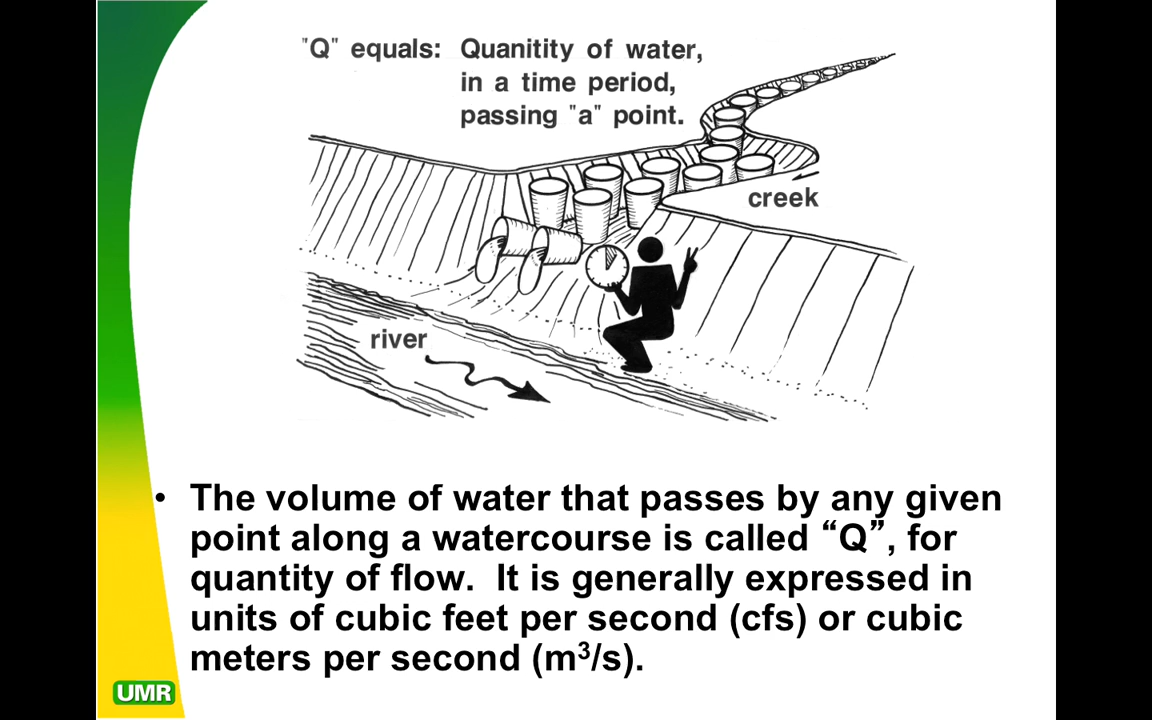 "Q" equals: Quanitity of water,
in a time period,
passing "a" point.
creek
river
• The volume of water that passes by any given
point along a watercourse is called “Q”, for
quantity of flow. It is generally expressed in
units of cubic feet per second (cfs) or cubic
meters per second (m³/s).
UMR